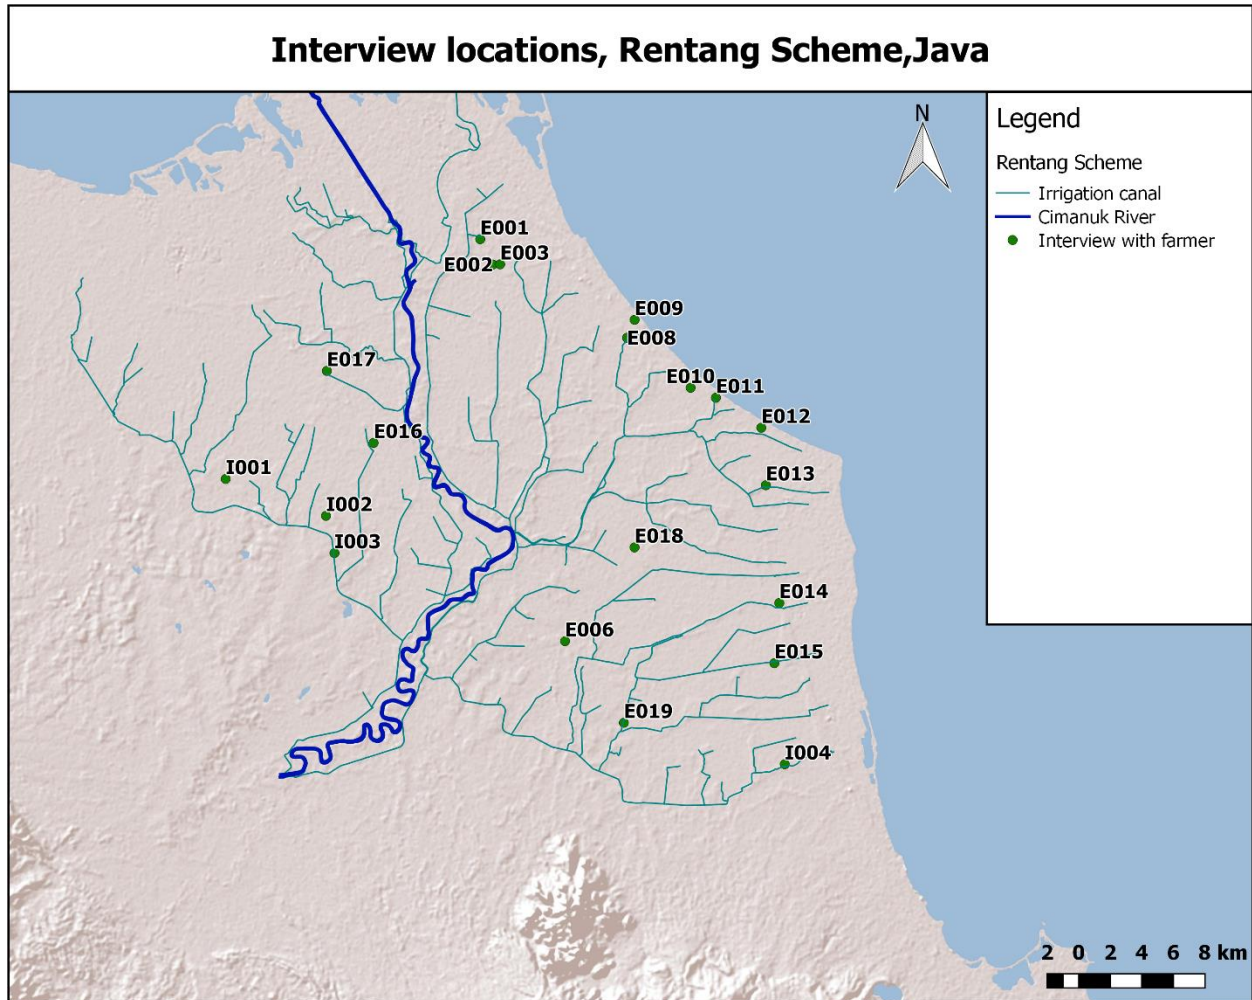 Interview locations, Rentang Scheme,Java
N
Legend
Rentang Scheme
Irrigation canal
Cimanuk River
Interview with farmer
E001
E002 E003
E009
E008
E017
E010
E011
E012
E016
I001
E013
I002
I003
E018
E014
E006
E015
E019
I004
2 0 2 4 6 8 km